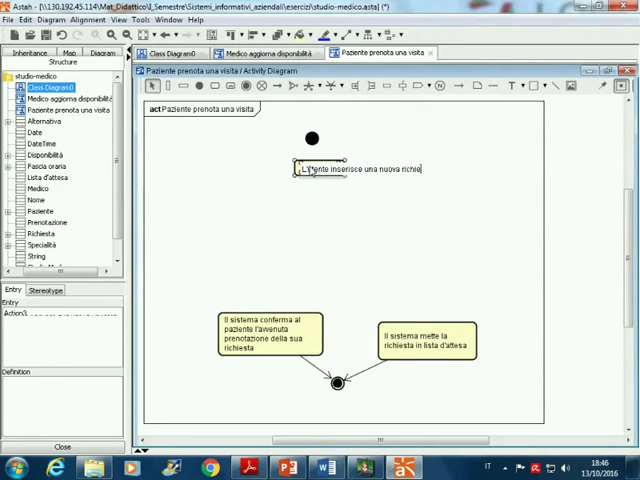 Astah - [\\130.192.45.114\Mat_Didattico\I_Semestre\Sistemi_informativi_aziendali\esercizi\studio-medico.asta] (*)
File Edit Diagram Alignment View Tools Window Help
Inheritance Map Diagram
Structure
Class Diagram0
Medico aggiorna disponibilità
Paziente prenota una visita
Paziente prenota una visita / Activity Diagram
studio-medico
Class Diagram0
Medico aggiorna disponibilità
Paziente prenota una visita
Alternativa
Date
DateTime
Disponibilità
Fascia oraria
Lista d'attesa
Medico
Nome
Paziente
Prenotazione
Richiesta
Specialità
String
act Paziente prenota una visita
inserisce una nuova richie
Il sistema conferma al
paziente l'avvenuta
prenotazione della sua
richiesta
Il sistema mette la
richiesta in lista d'attesa
Entry Stereotype
Entry
Definition
Close
IT
18:46
13/10/2016